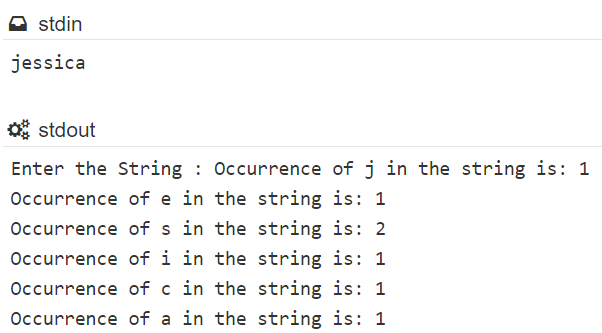 stdin
jessica
stdout
Enter the String : Occurrence of j in the string is: 1
Occurrence of e in the string is: 1
Occurrence of s in the string is: 2
Occurrence of i in the string is: 1
Occurrence of c in the string is: 1
Occurrence of a in the string is: 1